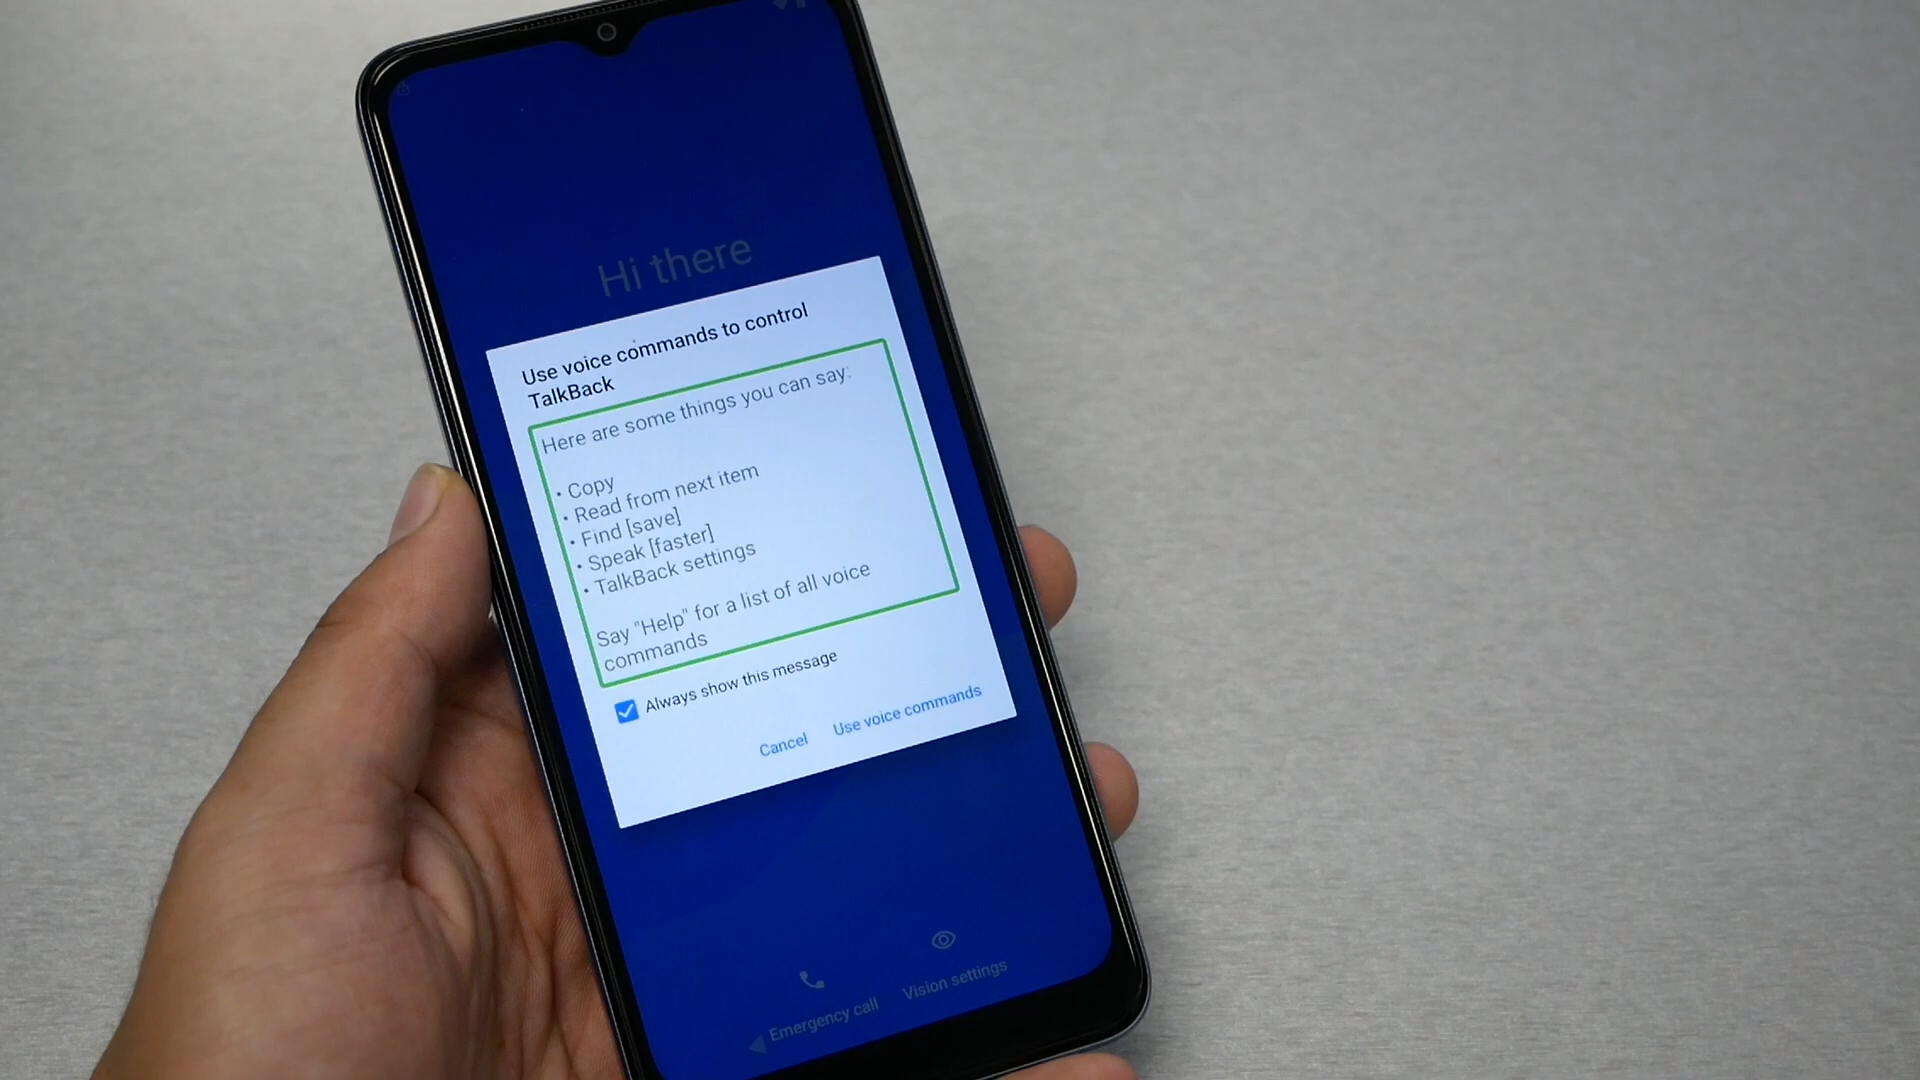 Hi there
Use voice commands to control
TalkBack
Here are some things you can say:
• Copy
• Read from next item
• Find [save]
• Speak [faster]
• TalkBack settings
Say "Help" for a list of all voice
commands
Always show this message
Cancel
Use voice commands
Emergency call
Vision settings